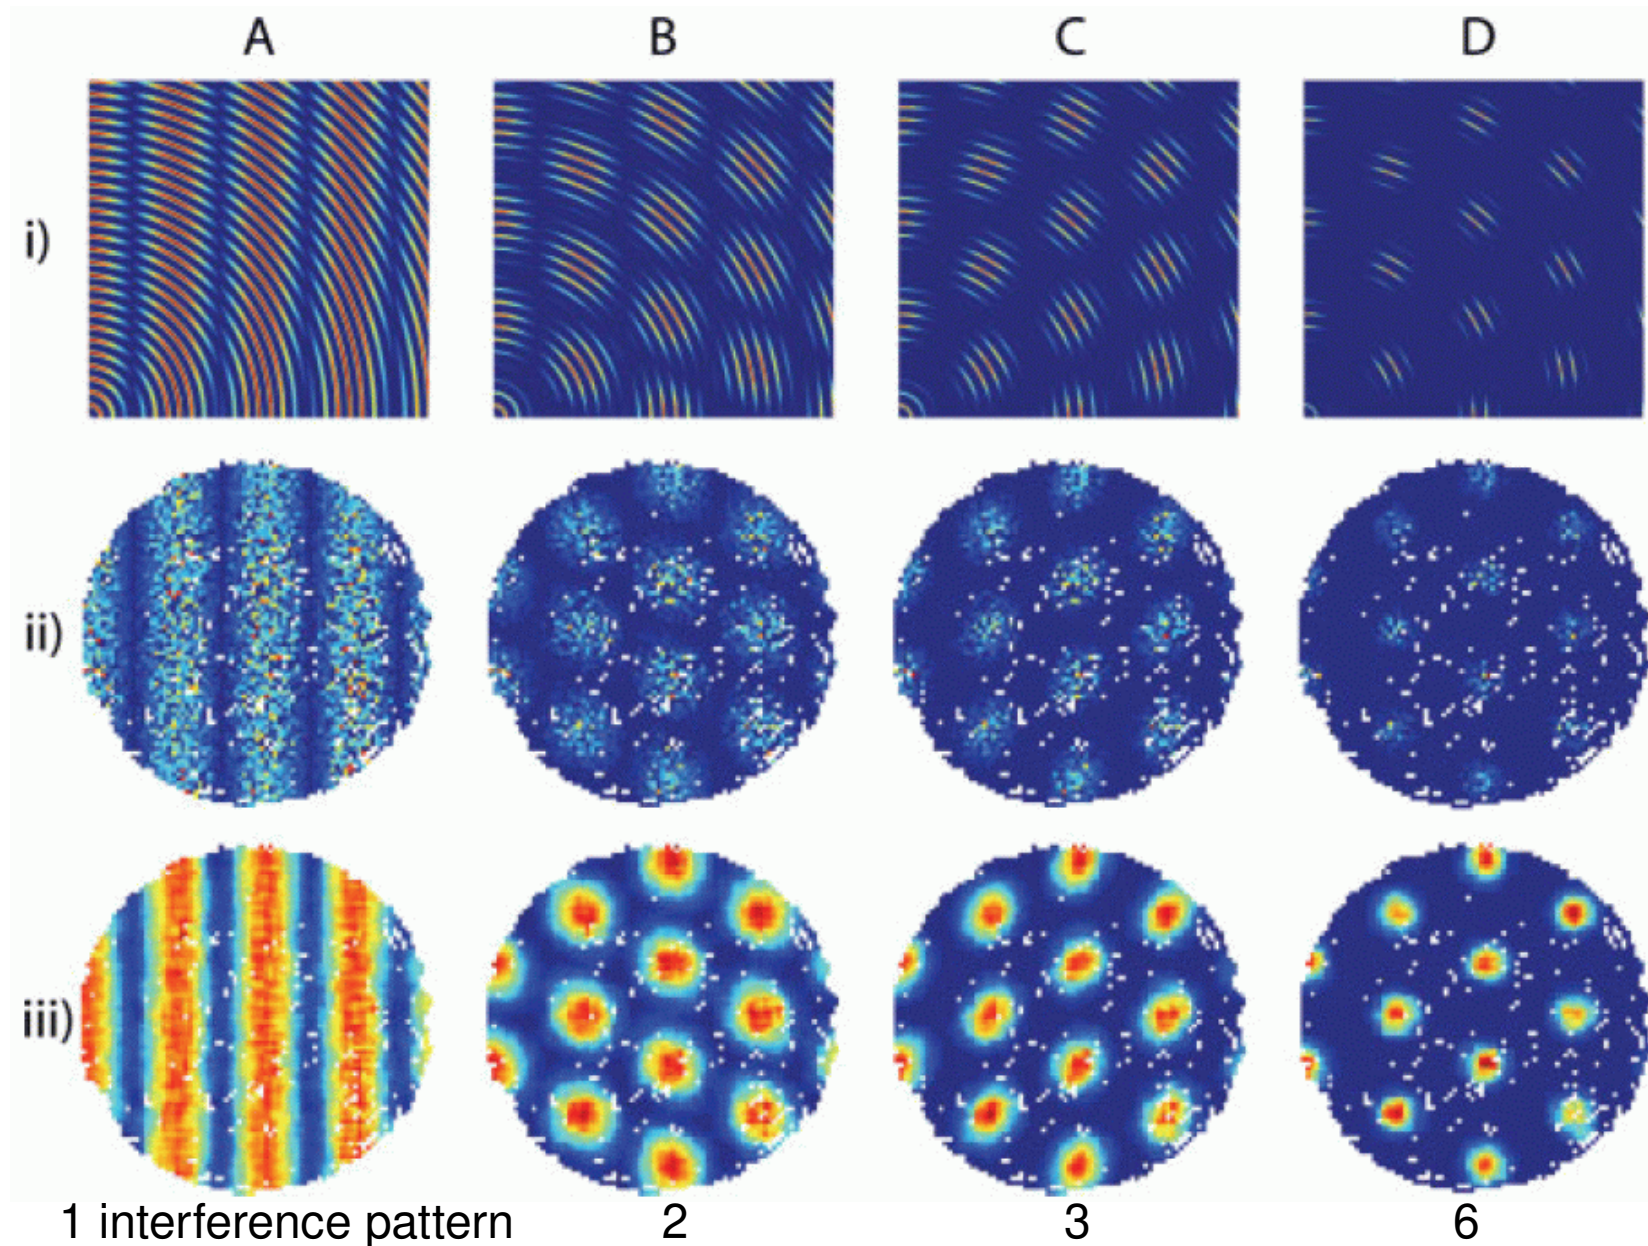 A B C D
i)
ii)
iii)
1 interference pattern 2 3 6